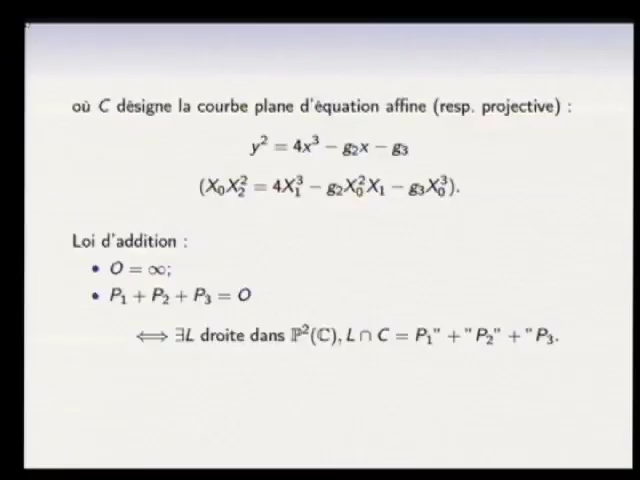 où C désigne la courbe plane d'équation affine (resp. projective) :
y² = 4x³ − g₂x − g₃
(X₀X₂² = 4X₁³ − g₂X₀²X₁ − g₃X₀³).
Loi d'addition :
• O = ∞;
• P₁ + P₂ + P₃ = O
⟺ ∃L droite dans ℙ²(ℂ), L ∩ C = P₁" + "P₂" + "P₃.